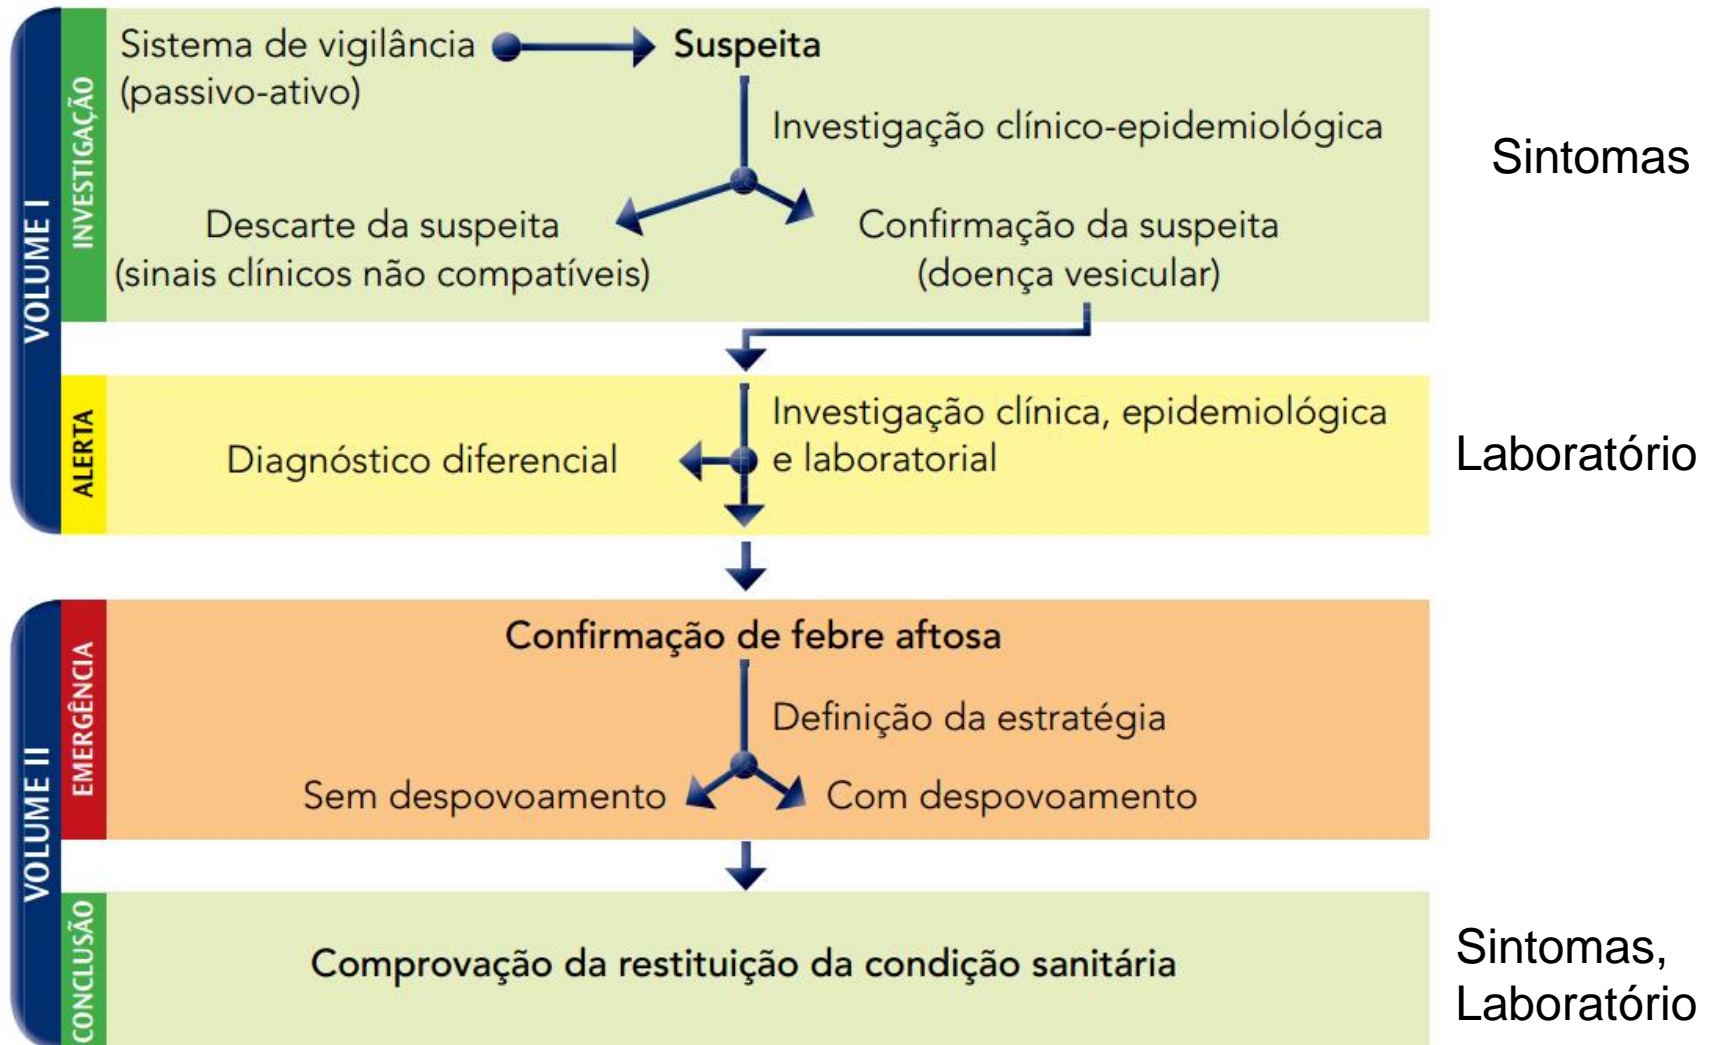 VOLUME I
INVESTIGAÇÃO
Sistema de vigilância
(passivo-ativo)
Suspeita
Investigação clínico-epidemiológica
Sintomas
Descarte da suspeita
(sinais clínicos não compatíveis)
Confirmação da suspeita
(doença vesicular)
ALERTA
Investigação clínica, epidemiológica
e laboratorial
Diagnóstico diferencial
Laboratório
VOLUME II
EMERGÊNCIA
Confirmação de febre aftosa
Definição da estratégia
Sem despovoamento
Com despovoamento
CONCLUSÃO
Comprovação da restituição da condição sanitária
Sintomas,
Laboratório